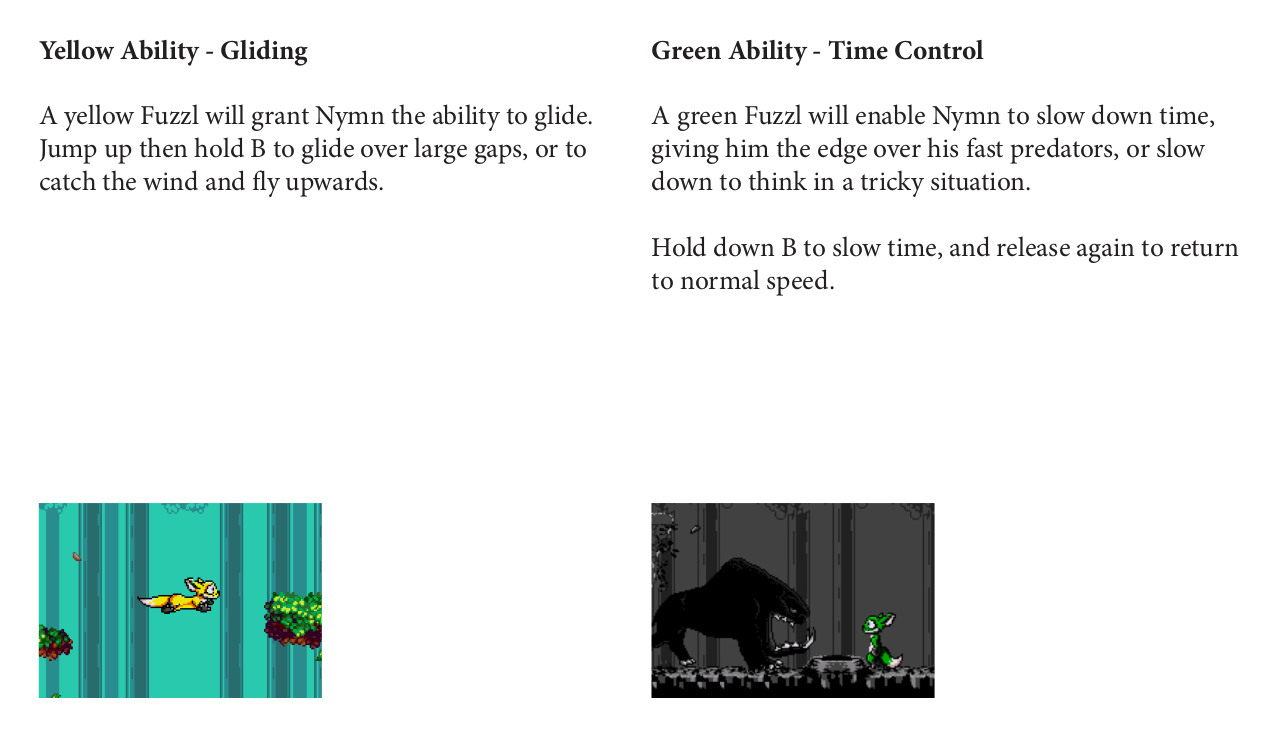 Yellow Ability - Gliding
A yellow Fuzzl will grant Nymn the ability to glide.
Jump up then hold B to glide over large gaps, or to
catch the wind and fly upwards.
Green Ability - Time Control
A green Fuzzl will enable Nymn to slow down time,
giving him the edge over his fast predators, or slow
down to think in a tricky situation.
Hold down B to slow time, and release again to return
to normal speed.